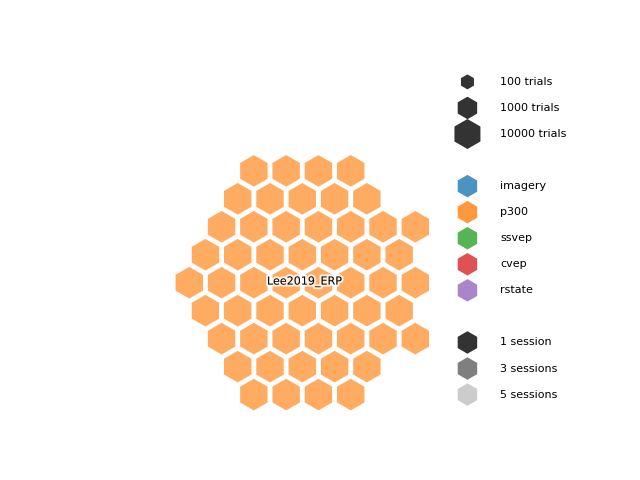 100 trials
1000 trials
10000 trials
imagery
p300
ssvep
cvep
rstate
Lee2019_ERP
1 session
3 sessions
5 sessions